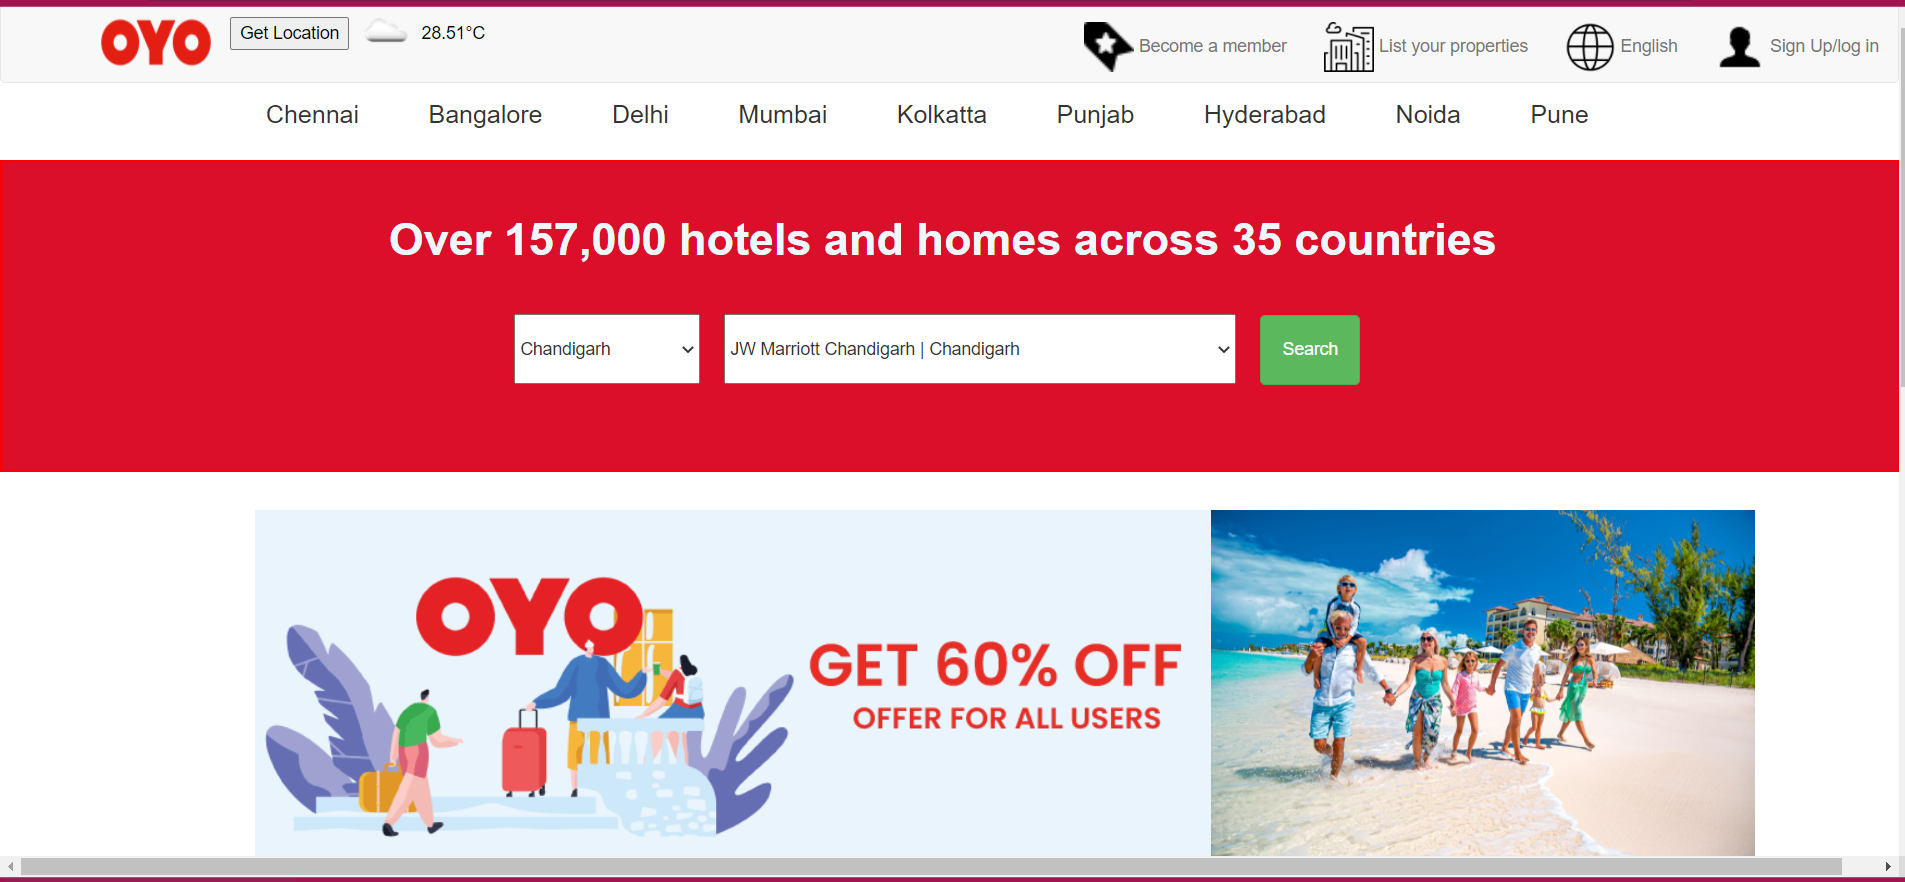 OYO
Get Location
28.51°C
Become a member
List your properties
English
Sign Up/log in
Chennai
Bangalore
Delhi
Mumbai
Kolkatta
Punjab
Hyderabad
Noida
Pune
Over 157,000 hotels and homes across 35 countries
Chandigarh
JW Marriott Chandigarh | Chandigarh
Search
OYO
GET 60% OFF
OFFER FOR ALL USERS